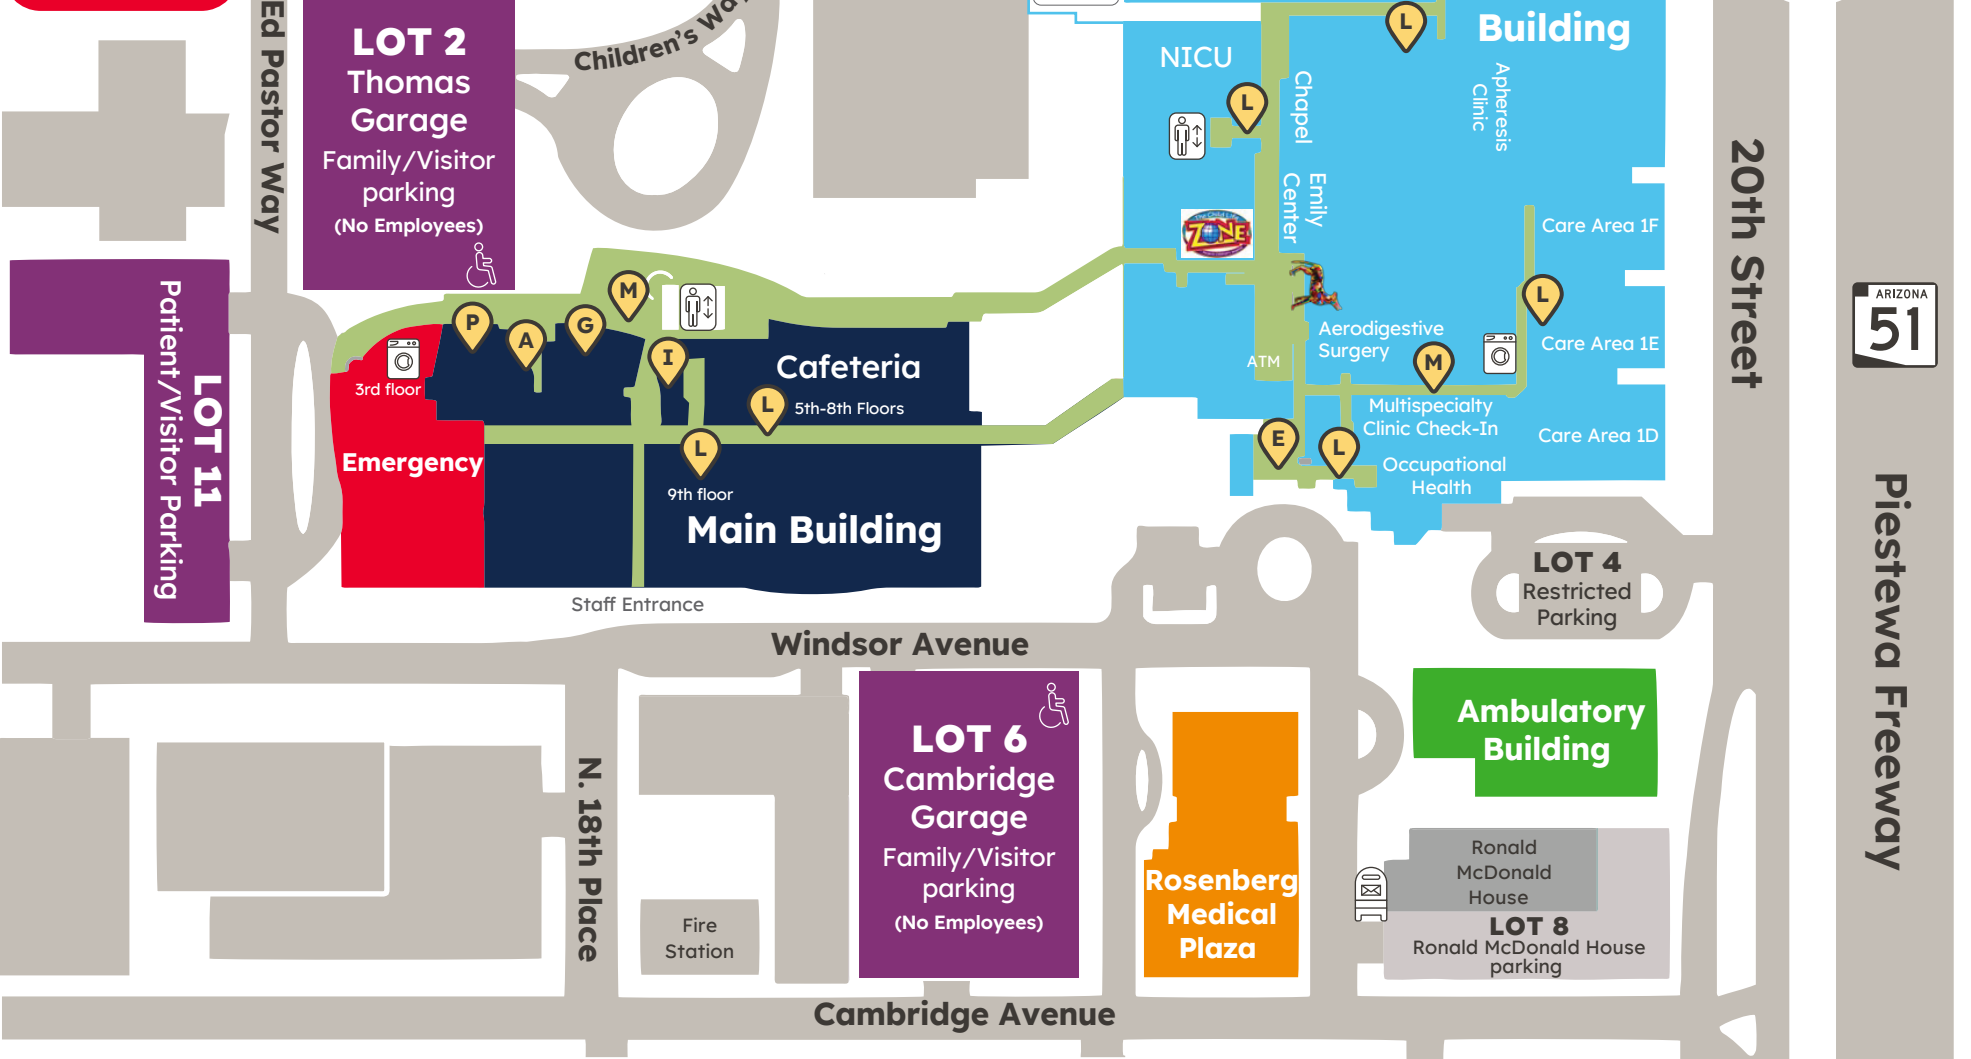 Ed Pastor Way
LOT 2
Thomas
Garage
Family/Visitor
parking
(No Employees)
Children's Way
NICU
Building
L
L
Chapel
Apheresis
Clinic
Emily
Center
The Child Life
ZONE
Care Area 1F
L
20th Street
ARIZONA
51
Patient/Visitor Parking
LOT 11
P
A
G
M
I
3rd floor
Cafeteria
L
5th-8th Floors
Aerodigestive
Surgery
ATM
M
Care Area 1E
Multispecialty
Clinic Check-In
Care Area 1D
E
L
Emergency
L
9th floor
Main Building
Occupational
Health
Staff Entrance
Windsor Avenue
LOT 4
Restricted
Parking
Piestewa Freeway
LOT 6
Cambridge
Garage
Family/Visitor
parking
(No Employees)
Ambulatory
Building
N. 18th Place
Rosenberg
Medical
Plaza
Ronald
McDonald
House
LOT 8
Ronald McDonald House
parking
Fire
Station
Cambridge Avenue